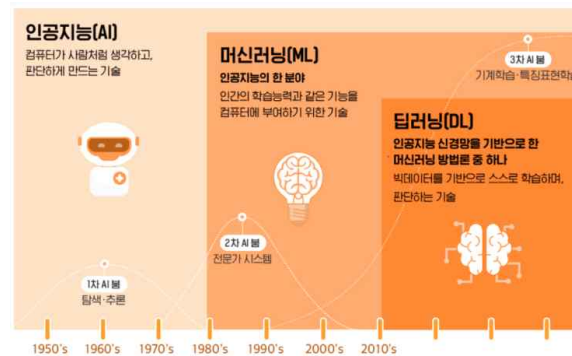 인공지능(AI)
컴퓨터가 사람처럼 생각하고,
판단하게 만드는 기술
머신러닝(ML)
인공지능의 한 분야
인간의 학습능력과 같은 기능을
컴퓨터에 부여하기 위한 기술
3차 AI 붐
기계학습·특징표현학습
딥러닝(DL)
인공지능 신경망을 기반으로 한
머신러닝 방법론 중 하나
빅데이터를 기반으로 스스로 학습하며,
판단하는 기술
2차 AI 붐
전문가 시스템
1차 AI 붐
탐색·추론
1950's 1960's 1970's 1980's 1990's 2000's 2010's